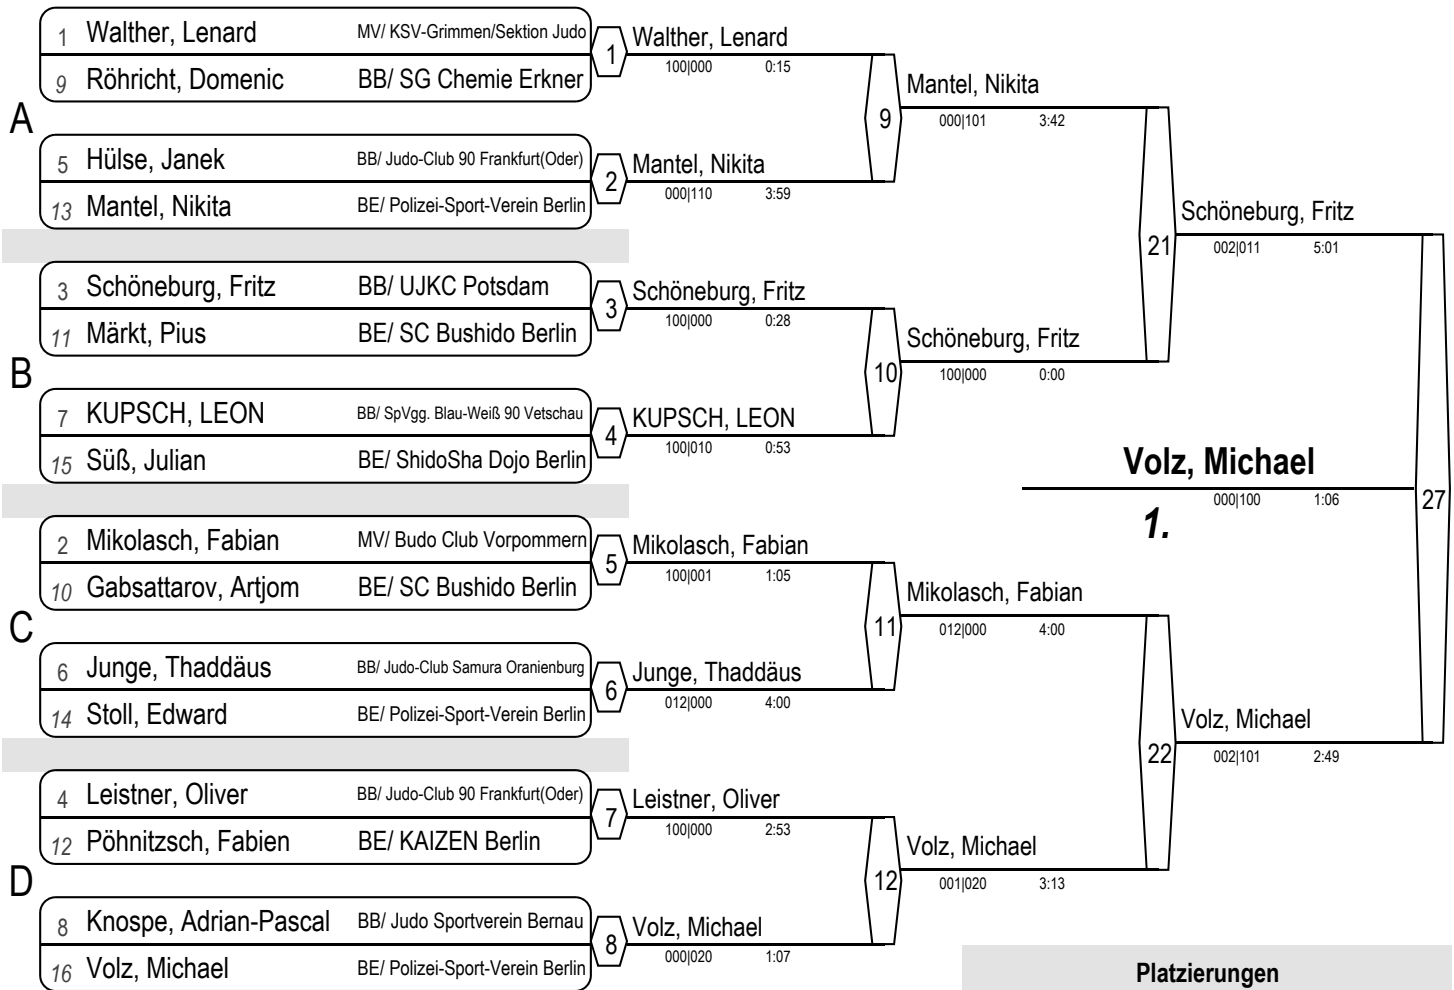 1 Walther, Lenard MV/ KSV-Grimmen/Sektion Judo
9 Röhricht, Domenic BB/ SG Chemie Erkner
1 Walther, Lenard
100|000 0:15
A
5 Hülse, Janek BB/ Judo-Club 90 Frankfurt(Oder)
13 Mantel, Nikita BE/ Polizei-Sport-Verein Berlin
2 Mantel, Nikita
000|110 3:59
9 Mantel, Nikita
000|101 3:42
3 Schöneburg, Fritz BB/ UJKC Potsdam
11 Märkt, Pius BE/ SC Bushido Berlin
3 Schöneburg, Fritz
100|000 0:28
B
7 KUPSCH, LEON BB/ SpVgg. Blau-Weiß 90 Vetschau
15 Süß, Julian BE/ ShidoSha Dojo Berlin
4 KUPSCH, LEON
100|010 0:53
10 Schöneburg, Fritz
100|000 0:00
21 Schöneburg, Fritz
002|011 5:01
2 Mikolasch, Fabian MV/ Budo Club Vorpommern
10 Gabsattarov, Artjom BE/ SC Bushido Berlin
5 Mikolasch, Fabian
100|001 1:05
C
6 Junge, Thaddäus BB/ Judo-Club Samura Oranienburg
14 Stoll, Edward BE/ Polizei-Sport-Verein Berlin
6 Junge, Thaddäus
012|000 4:00
11 Mikolasch, Fabian
012|000 4:00
4 Leistner, Oliver BB/ Judo-Club 90 Frankfurt(Oder)
12 Pöhnitzsch, Fabien BE/ KAIZEN Berlin
7 Leistner, Oliver
100|000 2:53
D
8 Knospe, Adrian-Pascal BB/ Judo Sportverein Bernau
16 Volz, Michael BE/ Polizei-Sport-Verein Berlin
8 Volz, Michael
000|020 1:07
12 Volz, Michael
001|020 3:13
22 Volz, Michael
002|101 2:49
27 Volz, Michael
000|100 1:06
1.
Platzierungen